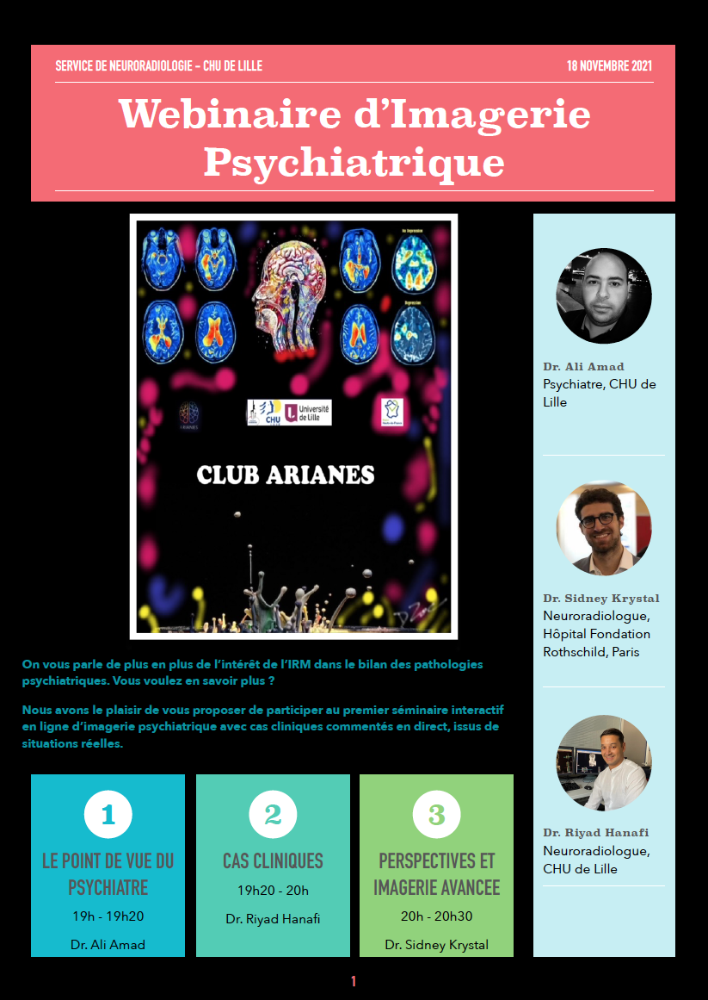 SERVICE DE NEURORADIOLOGIE – CHU DE LILLE
18 NOVEMBRE 2021
Webinaire d’Imagerie
Psychiatrique
No Depression
Depression
ARIANES
CHU
LILLE
Université
de Lille
CLUB ARIANES
On vous parle de plus en plus de l’intérêt de l’IRM dans le bilan des pathologies
psychiatriques. Vous voulez en savoir plus ?
Nous avons le plaisir de vous proposer de participer au premier séminaire interactif
en ligne d’imagerie psychiatrique avec cas cliniques commentés en direct, issus de
situations réelles.
1
LE POINT DE VUE DU
PSYCHIATRE
19h - 19h20
Dr. Ali Amad
2
CAS CLINIQUES
19h20 - 20h
Dr. Riyad Hanafi
3
PERSPECTIVES ET
IMAGERIE AVANCEE
20h - 20h30
Dr. Sidney Krystal
Dr. Ali Amad
Psychiatre, CHU de
Lille
Dr. Sidney Krystal
Neuroradiologue,
Hôpital Fondation
Rothschild, Paris
Dr. Riyad Hanafi
Neuroradiologue,
CHU de Lille
1